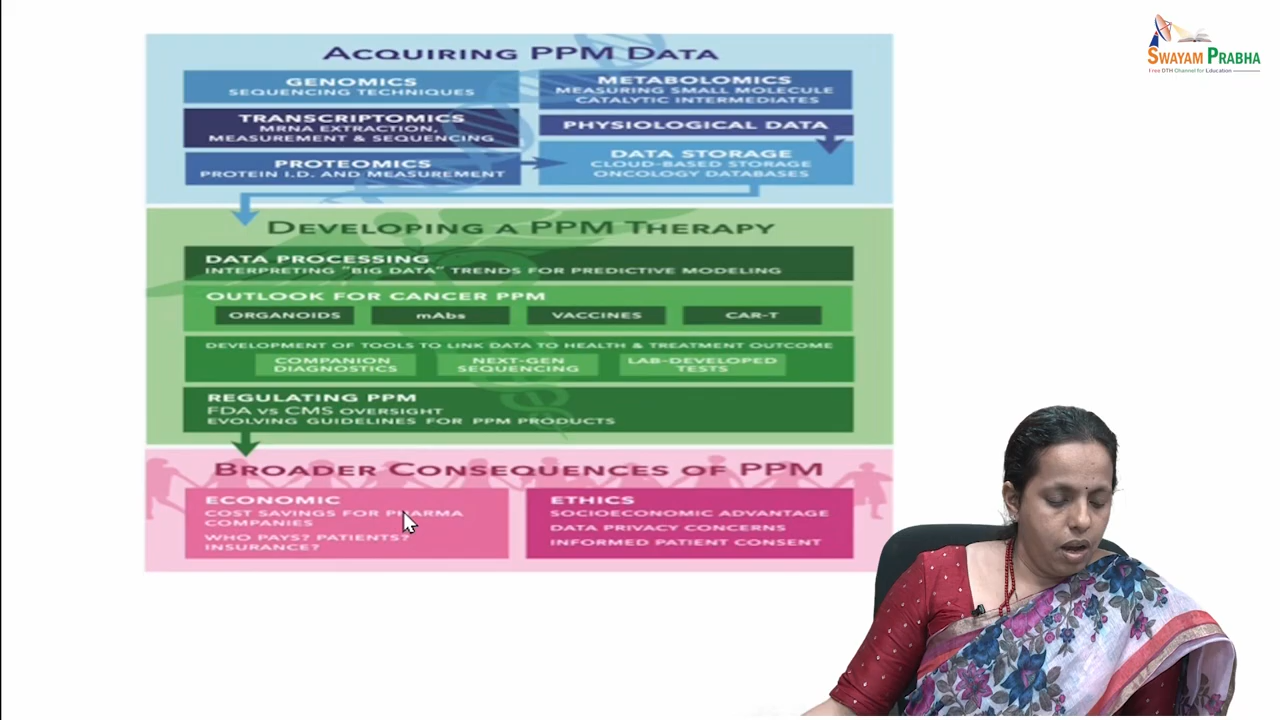 ACQUIRING PPM DATA
GENOMICS
SEQUENCING TECHNIQUES
TRANSCRIPTOMICS
MRNA EXTRACTION,
MEASUREMENT & SEQUENCING
PROTEOMICS
PROTEIN I.D. AND MEASUREMENT
METABOLOMICS
MEASURING SMALL MOLECULE
CATALYTIC INTERMEDIATES
PHYSIOLOGICAL DATA
DATA STORAGE
CLOUD-BASED STORAGE
ONCOLOGY DATABASES
DEVELOPING A PPM THERAPY
DATA PROCESSING
INTERPRETING "BIG DATA" TRENDS FOR PREDICTIVE MODELING
OUTLOOK FOR CANCER PPM
ORGANOIDS mAbs VACCINES CAR-T
DEVELOPMENT OF TOOLS TO LINK DATA TO HEALTH & TREATMENT OUTCOME
COMPANION
DIAGNOSTICS
NEXT-GEN
SEQUENCING
LAB-DEVELOPED
TESTS
REGULATING PPM
FDA VS CMS OVERSIGHT
EVOLVING GUIDELINES FOR PPM PRODUCTS
BROADER CONSEQUENCES OF PPM
ECONOMIC
COST SAVINGS FOR PHARMA
COMPANIES
WHO PAYS? PATIENTS?
INSURANCE?
ETHICS
SOCIOECONOMIC ADVANTAGE
DATA PRIVACY CONCERNS
INFORMED PATIENT CONSENT
SWAYAM PRABHA
Free DTH Channel for Education